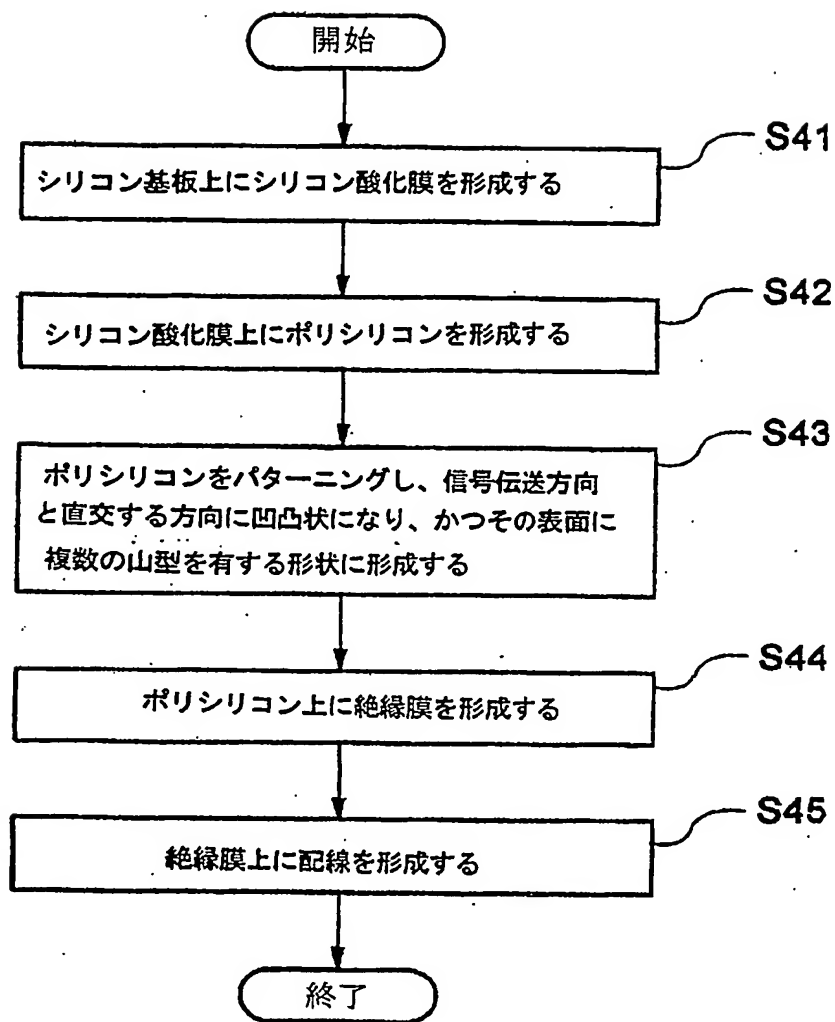 開始
S41
シリコン基板上にシリコン酸化膜を形成する
S42
シリコン酸化膜上にポリシリコンを形成する
S43
ポリシリコンをパターニングし、信号伝送方向
と直交する方向に凹凸状になり、かつその表面に
複数の山型を有する形状に形成する
S44
ポリシリコン上に絶縁膜を形成する
S45
絶縁膜上に配線を形成する
終了